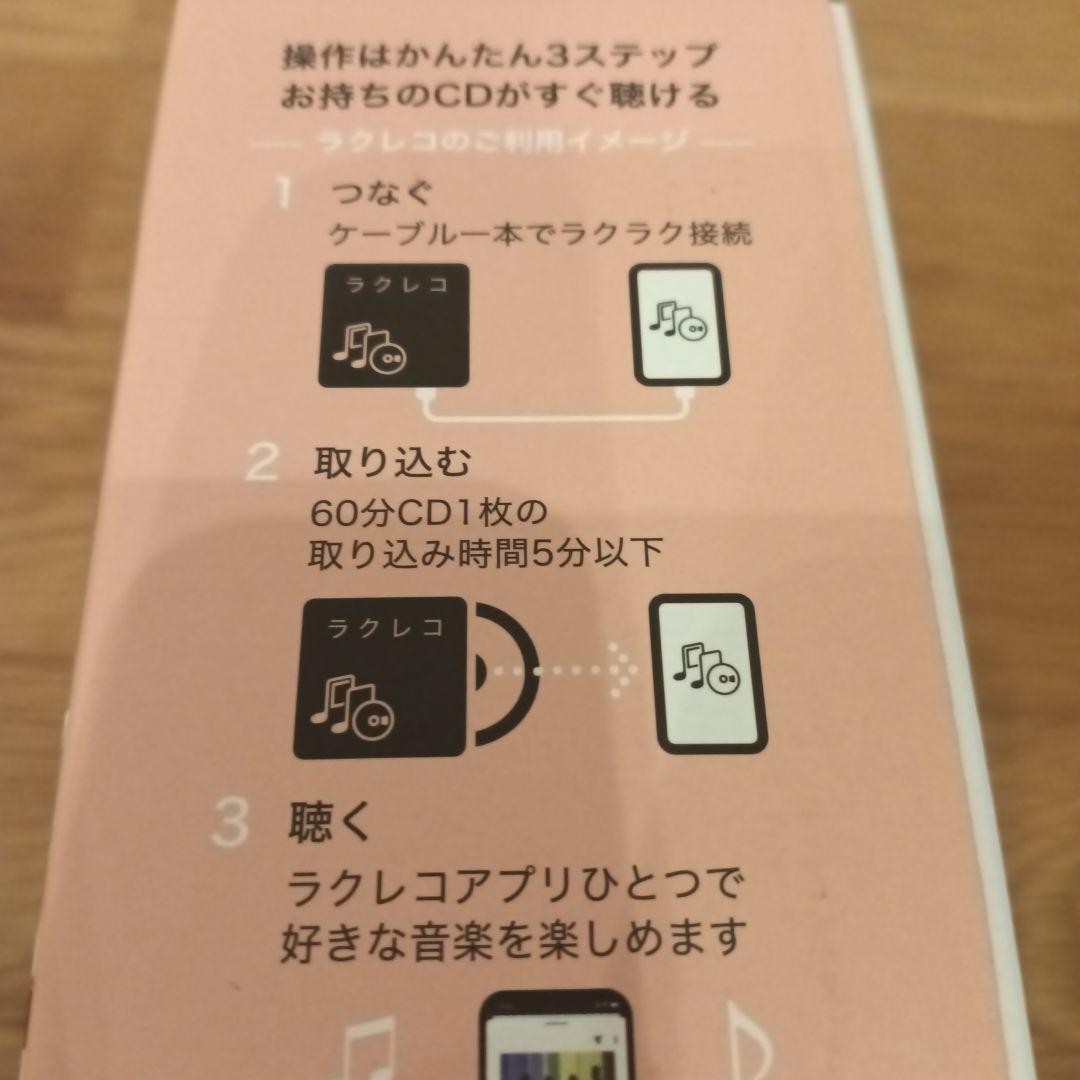 操作はかんたん3ステップ
お持ちのCDがすぐ聴ける
ラクレコのご利用イメージ
1 つなぐ
ケーブル一本でラクラク接続
ラクレコ
2 取り込む
60分CD1枚の
取り込み時間5分以下
ラクレコ
3 聴く
ラクレコアプリひとつで
好きな音楽を楽しめます